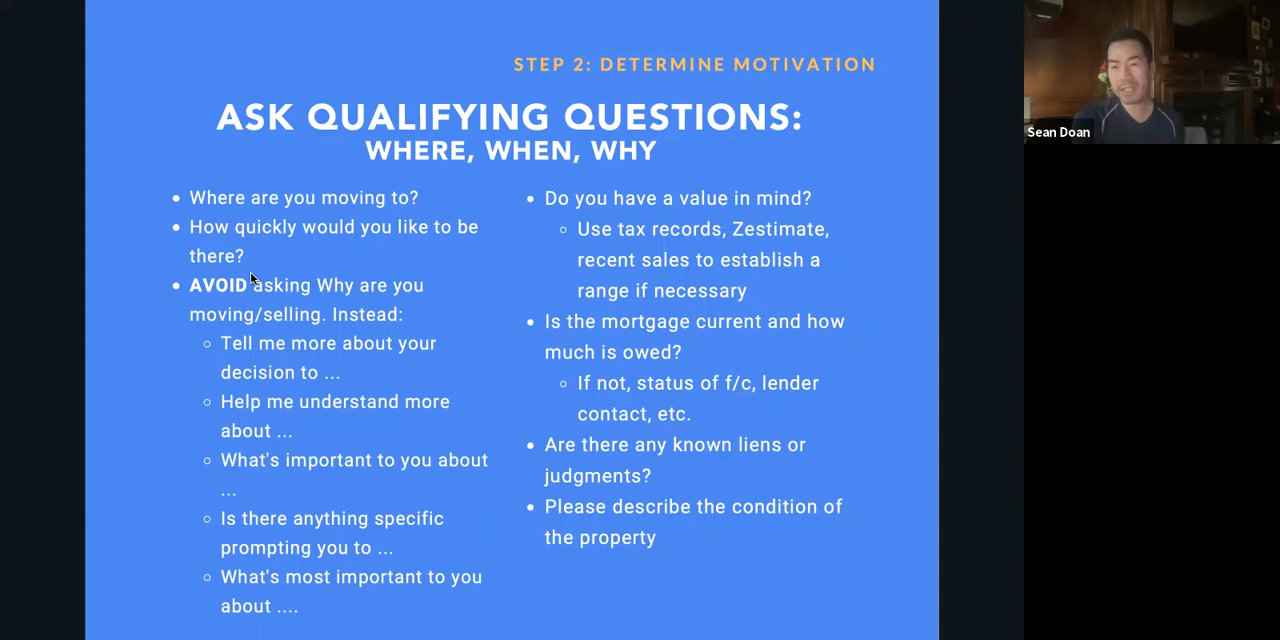 STEP 2: DETERMINE MOTIVATION
ASK QUALIFYING QUESTIONS:
WHERE, WHEN, WHY
Where are you moving to?
How quickly would you like to be
there?
AVOID asking Why are you
moving/selling. Instead:
Tell me more about your
decision to ...
Help me understand more
about ...
What's important to you about
...
Is there anything specific
prompting you to ...
What's most important to you
about ....
Do you have a value in mind?
Use tax records, Zestimate,
recent sales to establish a
range if necessary
Is the mortgage current and how
much is owed?
If not, status of f/c, lender
contact, etc.
Are there any known liens or
judgments?
Please describe the condition of
the property
Sean Doan